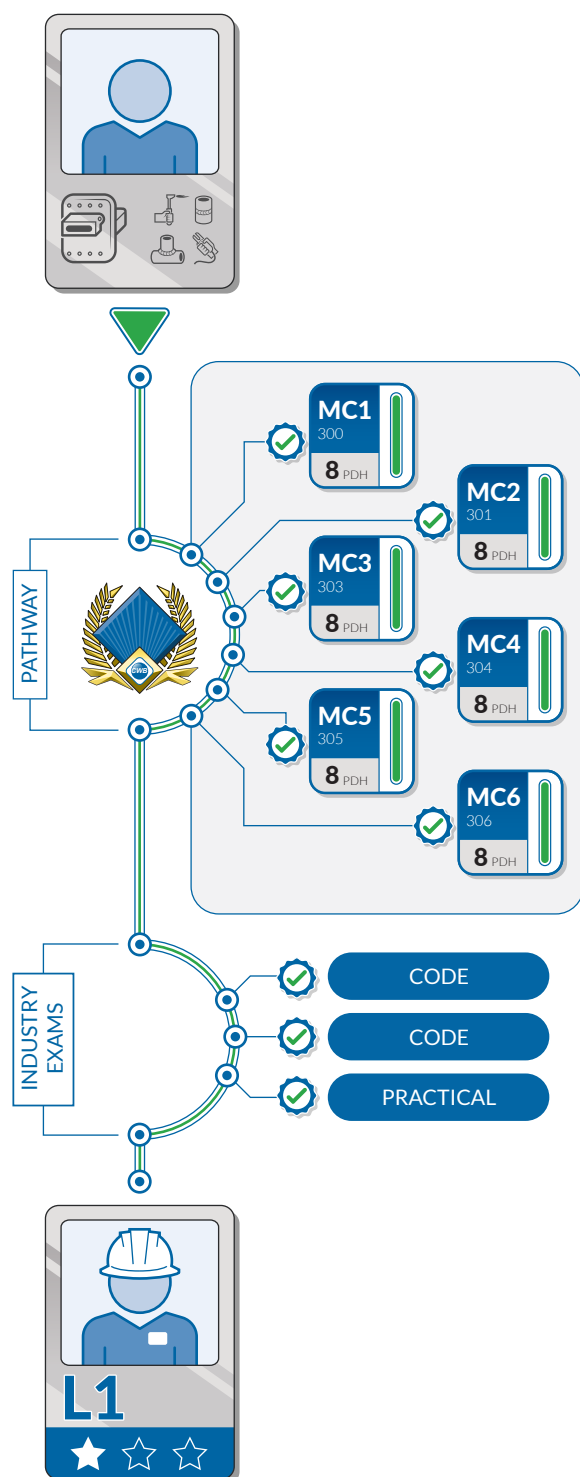 MC1
300
8 PDH
MC2
301
8 PDH
MC3
303
8 PDH
MC4
304
8 PDH
MC5
305
8 PDH
MC6
306
8 PDH
PATHWAY
CWB
INDUSTRY
EXAMS
CODE
CODE
PRACTICAL
L1